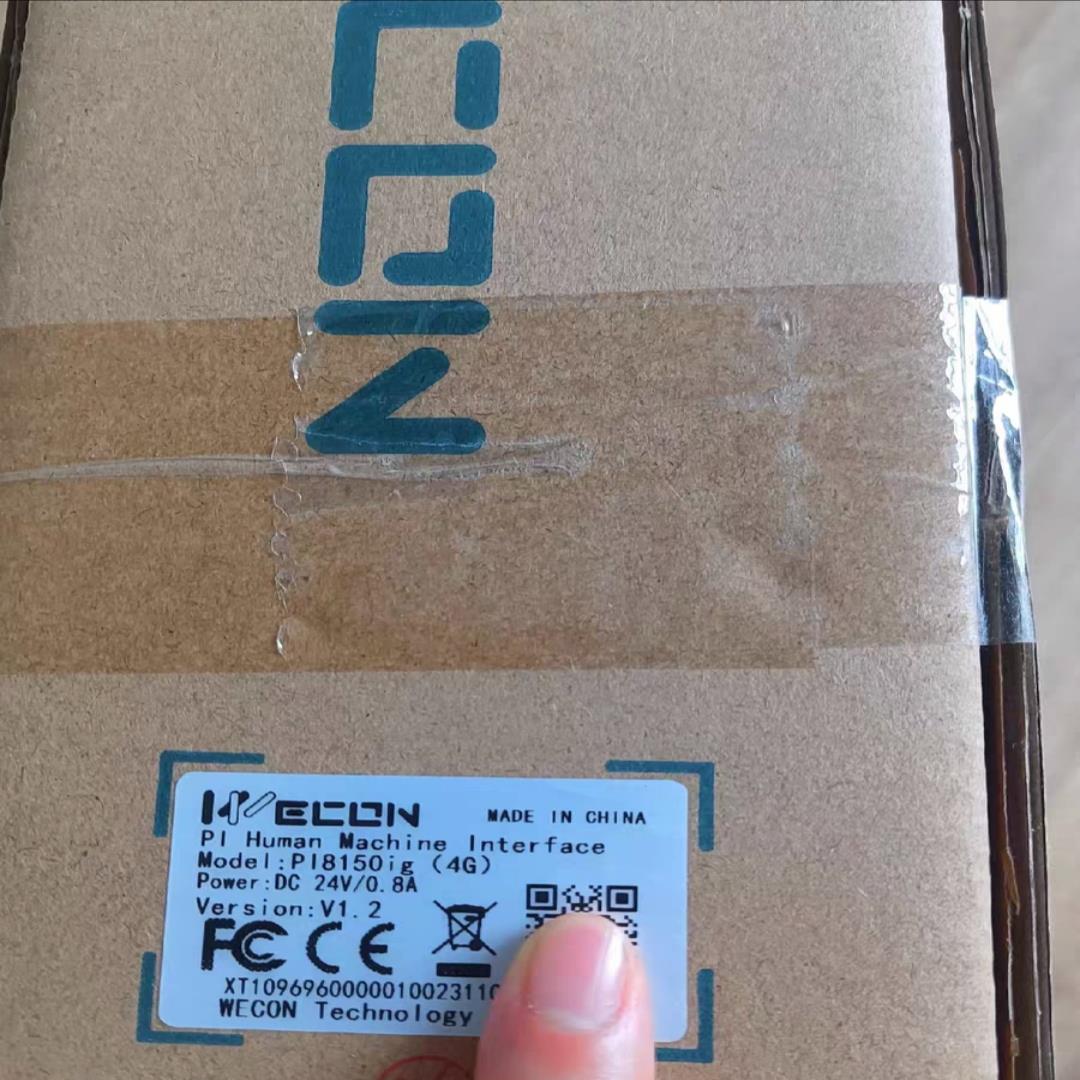 ECON
WECON
MADE IN CHINA
PI Human Machine Interface
Model:PI8150ig (4G)
Power:DC 24V/0.8A
Version:V1.2
FC CE
WECON Technology